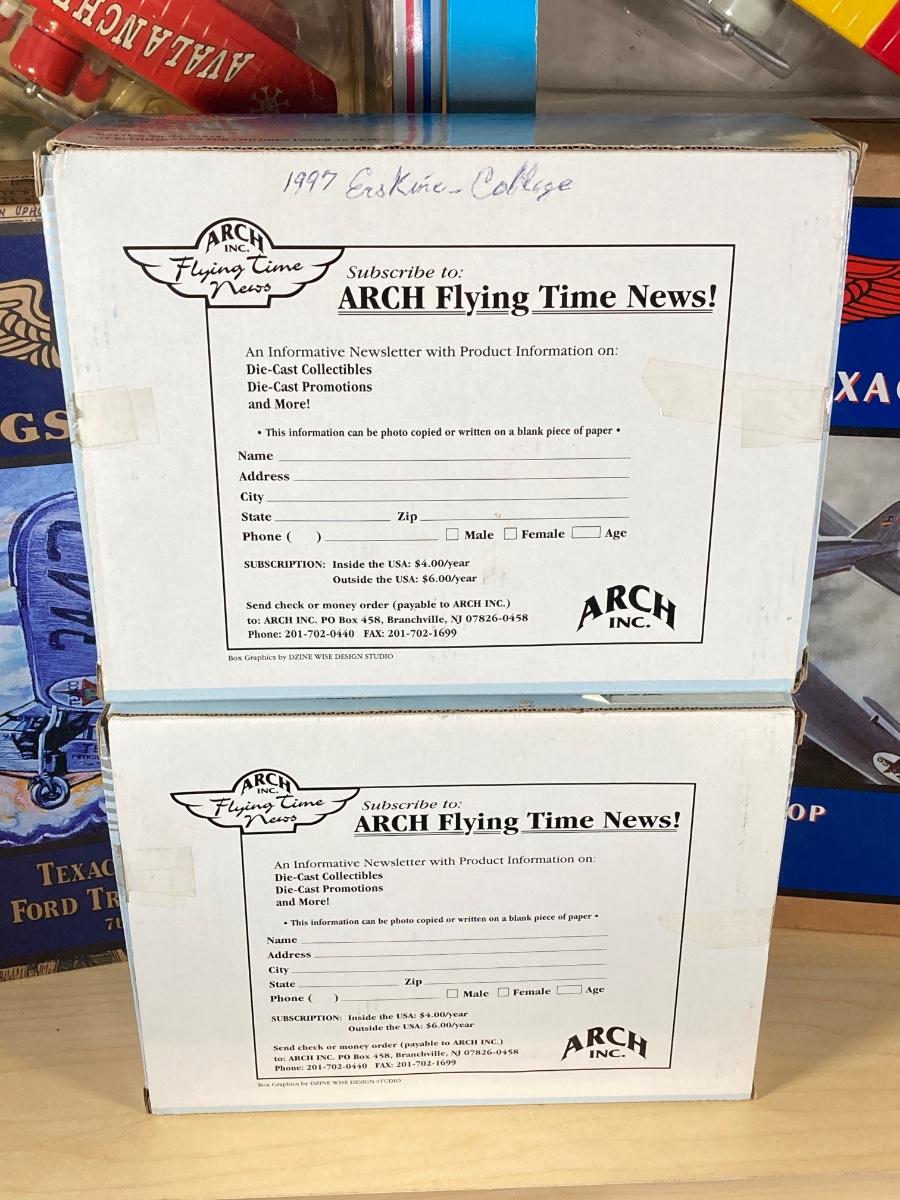 AVALANCHE
1997 Erskine-College
ARCH
INC.
Flying Time
News
Subscribe to:
ARCH Flying Time News!
An Informative Newsletter with Product Information on:
Die-Cast Collectibles
Die-Cast Promotions
and More!
• This information can be photo copied or written on a blank piece of paper •
Name
Address
City
State Zip
Phone ( ) Male Female Age
SUBSCRIPTION: Inside the USA: $4.00/year
Outside the USA: $6.00/year
Send check or money order (payable to ARCH INC.)
to: ARCH INC. PO Box 458, Branchville, NJ 07826-0458
Phone: 201-702-0440 FAX: 201-702-1699
ARCH
INC.
Box Graphics by DZINE WISE DESIGN STUDIO
ARCH
INC.
Flying Time
News
Subscribe to:
ARCH Flying Time News!
An Informative Newsletter with Product Information on:
Die-Cast Collectibles
Die-Cast Promotions
and More!
• This information can be photo copied or written on a blank piece of paper •
Name
Address
City
State Zip
Phone ( ) Male Female Age
SUBSCRIPTION: Inside the USA: $4.00/year
Outside the USA: $6.00/year
Send check or money order (payable to ARCH INC.)
to: ARCH INC. PO Box 458, Branchville, NJ 07826-0458
Phone: 201-702-0440 FAX: 201-702-1699
ARCH
INC.
Box Graphics by DZINE WISE DESIGN STUDIO
GS
XAC
OP
TEXAC
FORD TR